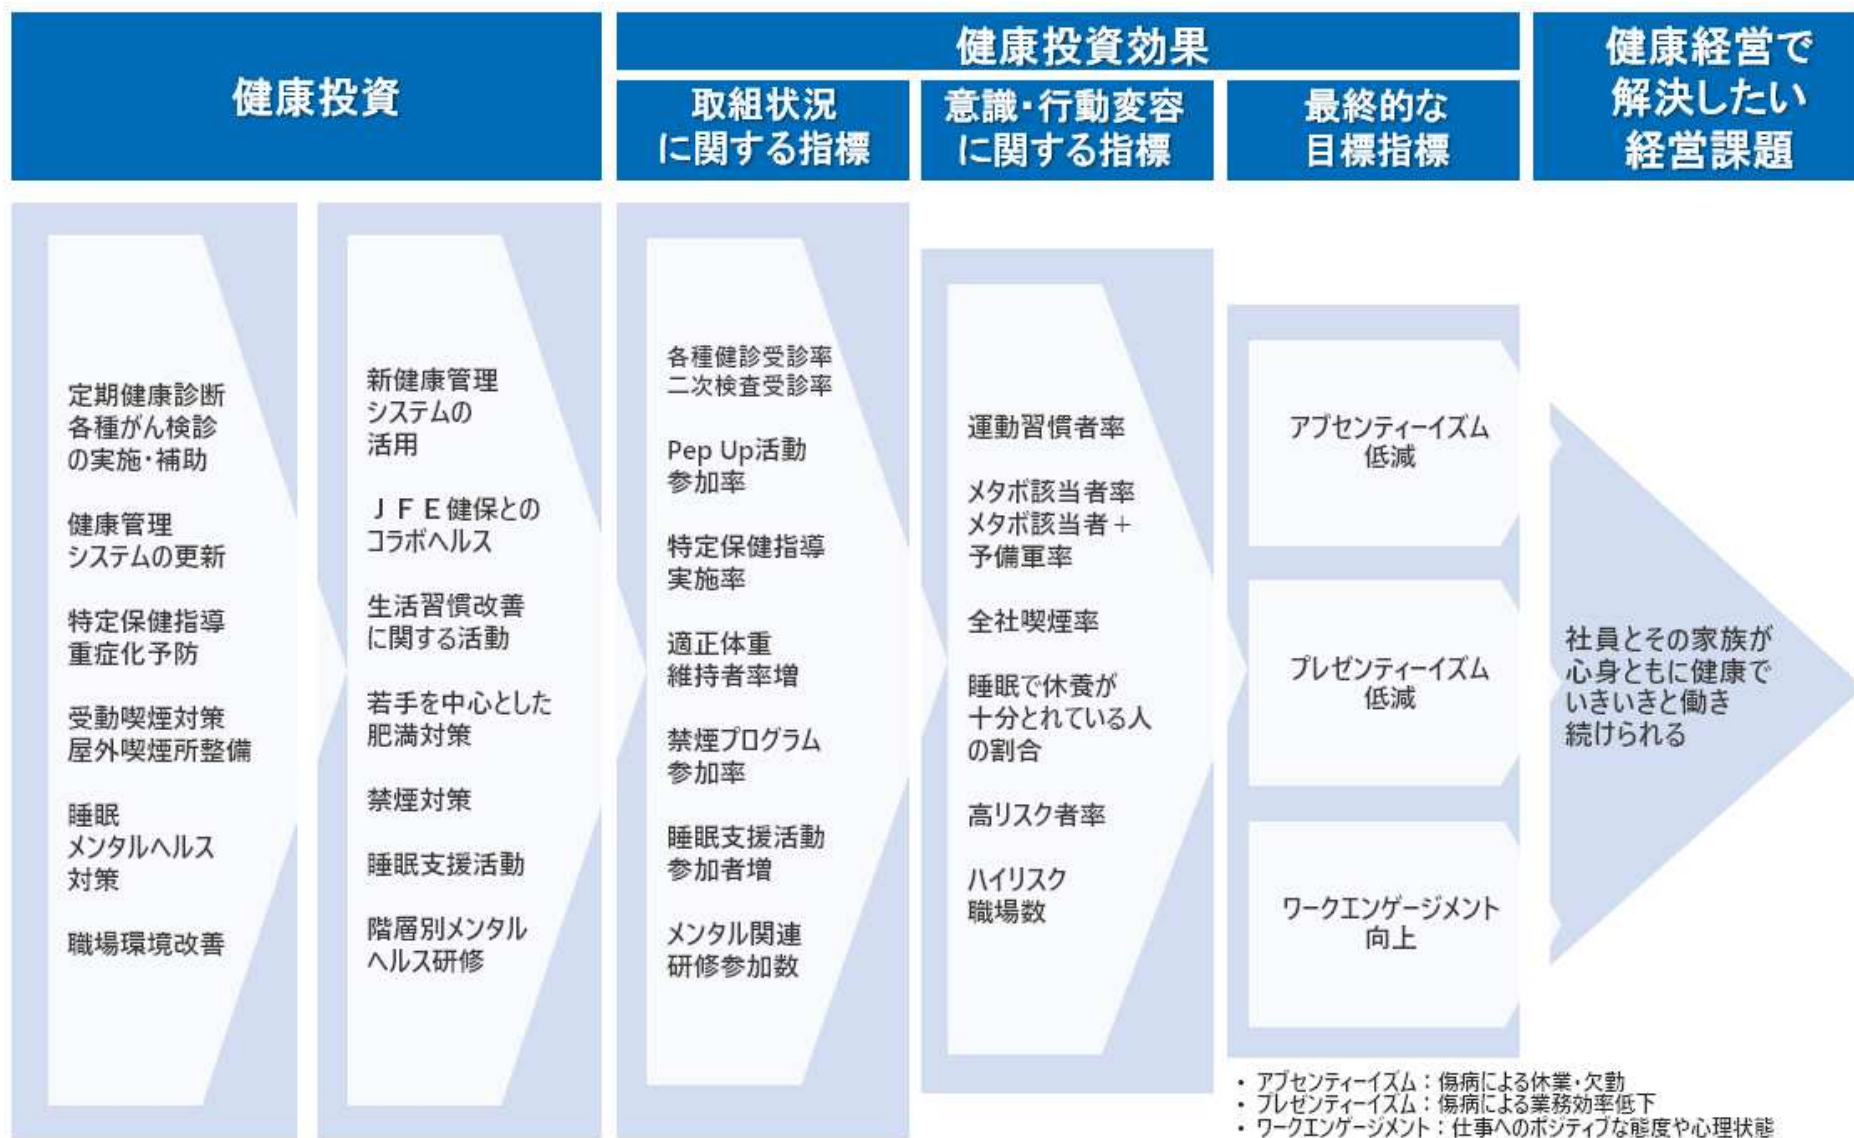 健康投資
健康投資効果
取組状況
に関する指標
意識・行動変容
に関する指標
最終的な
目標指標
健康経営で
解決したい
経営課題
定期健康診断
各種がん検診
の実施・補助
健康管理
システムの更新
特定保健指導
重症化予防
受動喫煙対策
屋外喫煙所整備
睡眠
メンタルヘルス
対策
職場環境改善
新健康管理
システムの
活用
ＪＦＥ健保との
コラボヘルス
生活習慣改善
に関する活動
若手を中心とした
肥満対策
禁煙対策
睡眠支援活動
階層別メンタル
ヘルス研修
各種健診受診率
二次検査受診率
Pep Up活動
参加率
特定保健指導
実施率
適正体重
維持者率増
禁煙プログラム
参加率
睡眠支援活動
参加者増
メンタル関連
研修参加数
運動習慣者率
メタボ該当者率
メタボ該当者＋
予備軍率
全社喫煙率
睡眠で休養が
十分とれている人
の割合
高リスク者率
ハイリスク
職場数
アブセンティーイズム
低減
プレゼンティーイズム
低減
ワークエンゲージメント
向上
社員とその家族が
心身ともに健康で
いきいきと働き
続けられる
・ アブセンティーイズム：傷病による休業・欠勤
・ プレゼンティーイズム：傷病による業務効率低下
・ ワークエンゲージメント：仕事へのポジティブな態度や心理状態